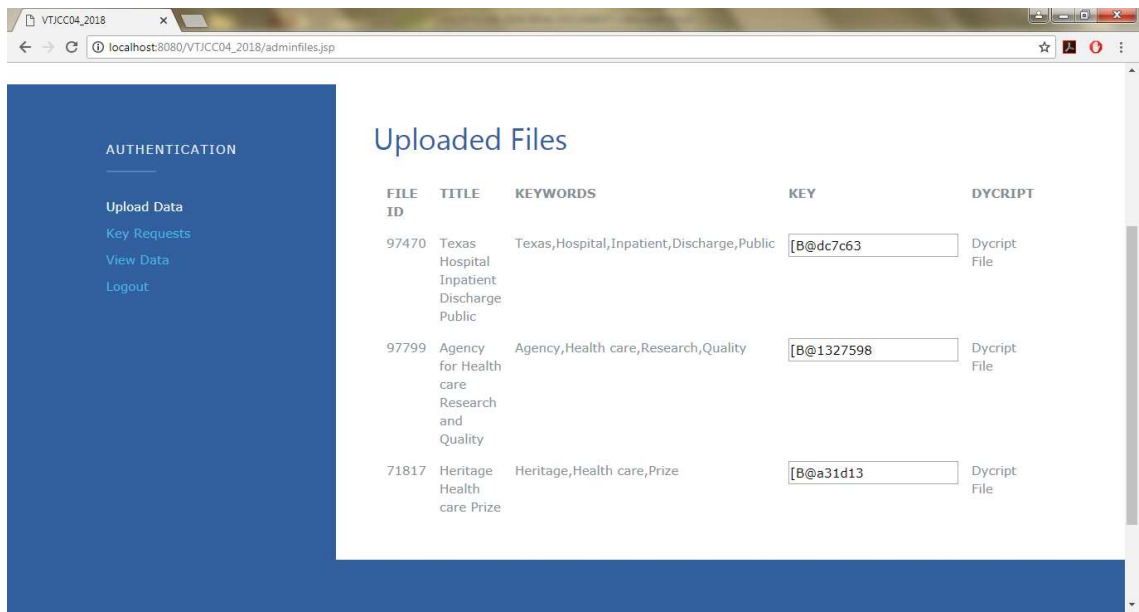 VTJCC04_2018
localhost:8080/VTJCC04_2018/adminfiles.jsp
AUTHENTICATION
Upload Data
Key Requests
View Data
Logout
Uploaded Files
FILE ID TITLE KEYWORDS KEY DYCRIPT
97470 Texas Texas,Hospital,Inpatient,Discharge,Public [B@dc7c63 Dycript
Hospital File
Inpatient
Discharge
Public
97799 Agency Agency,Health care,Research,Quality [B@1327598 Dycript
for Health File
care
Research
and
Quality
71817 Heritage Heritage,Health care,Prize [B@a31d13 Dycript
Health File
care Prize